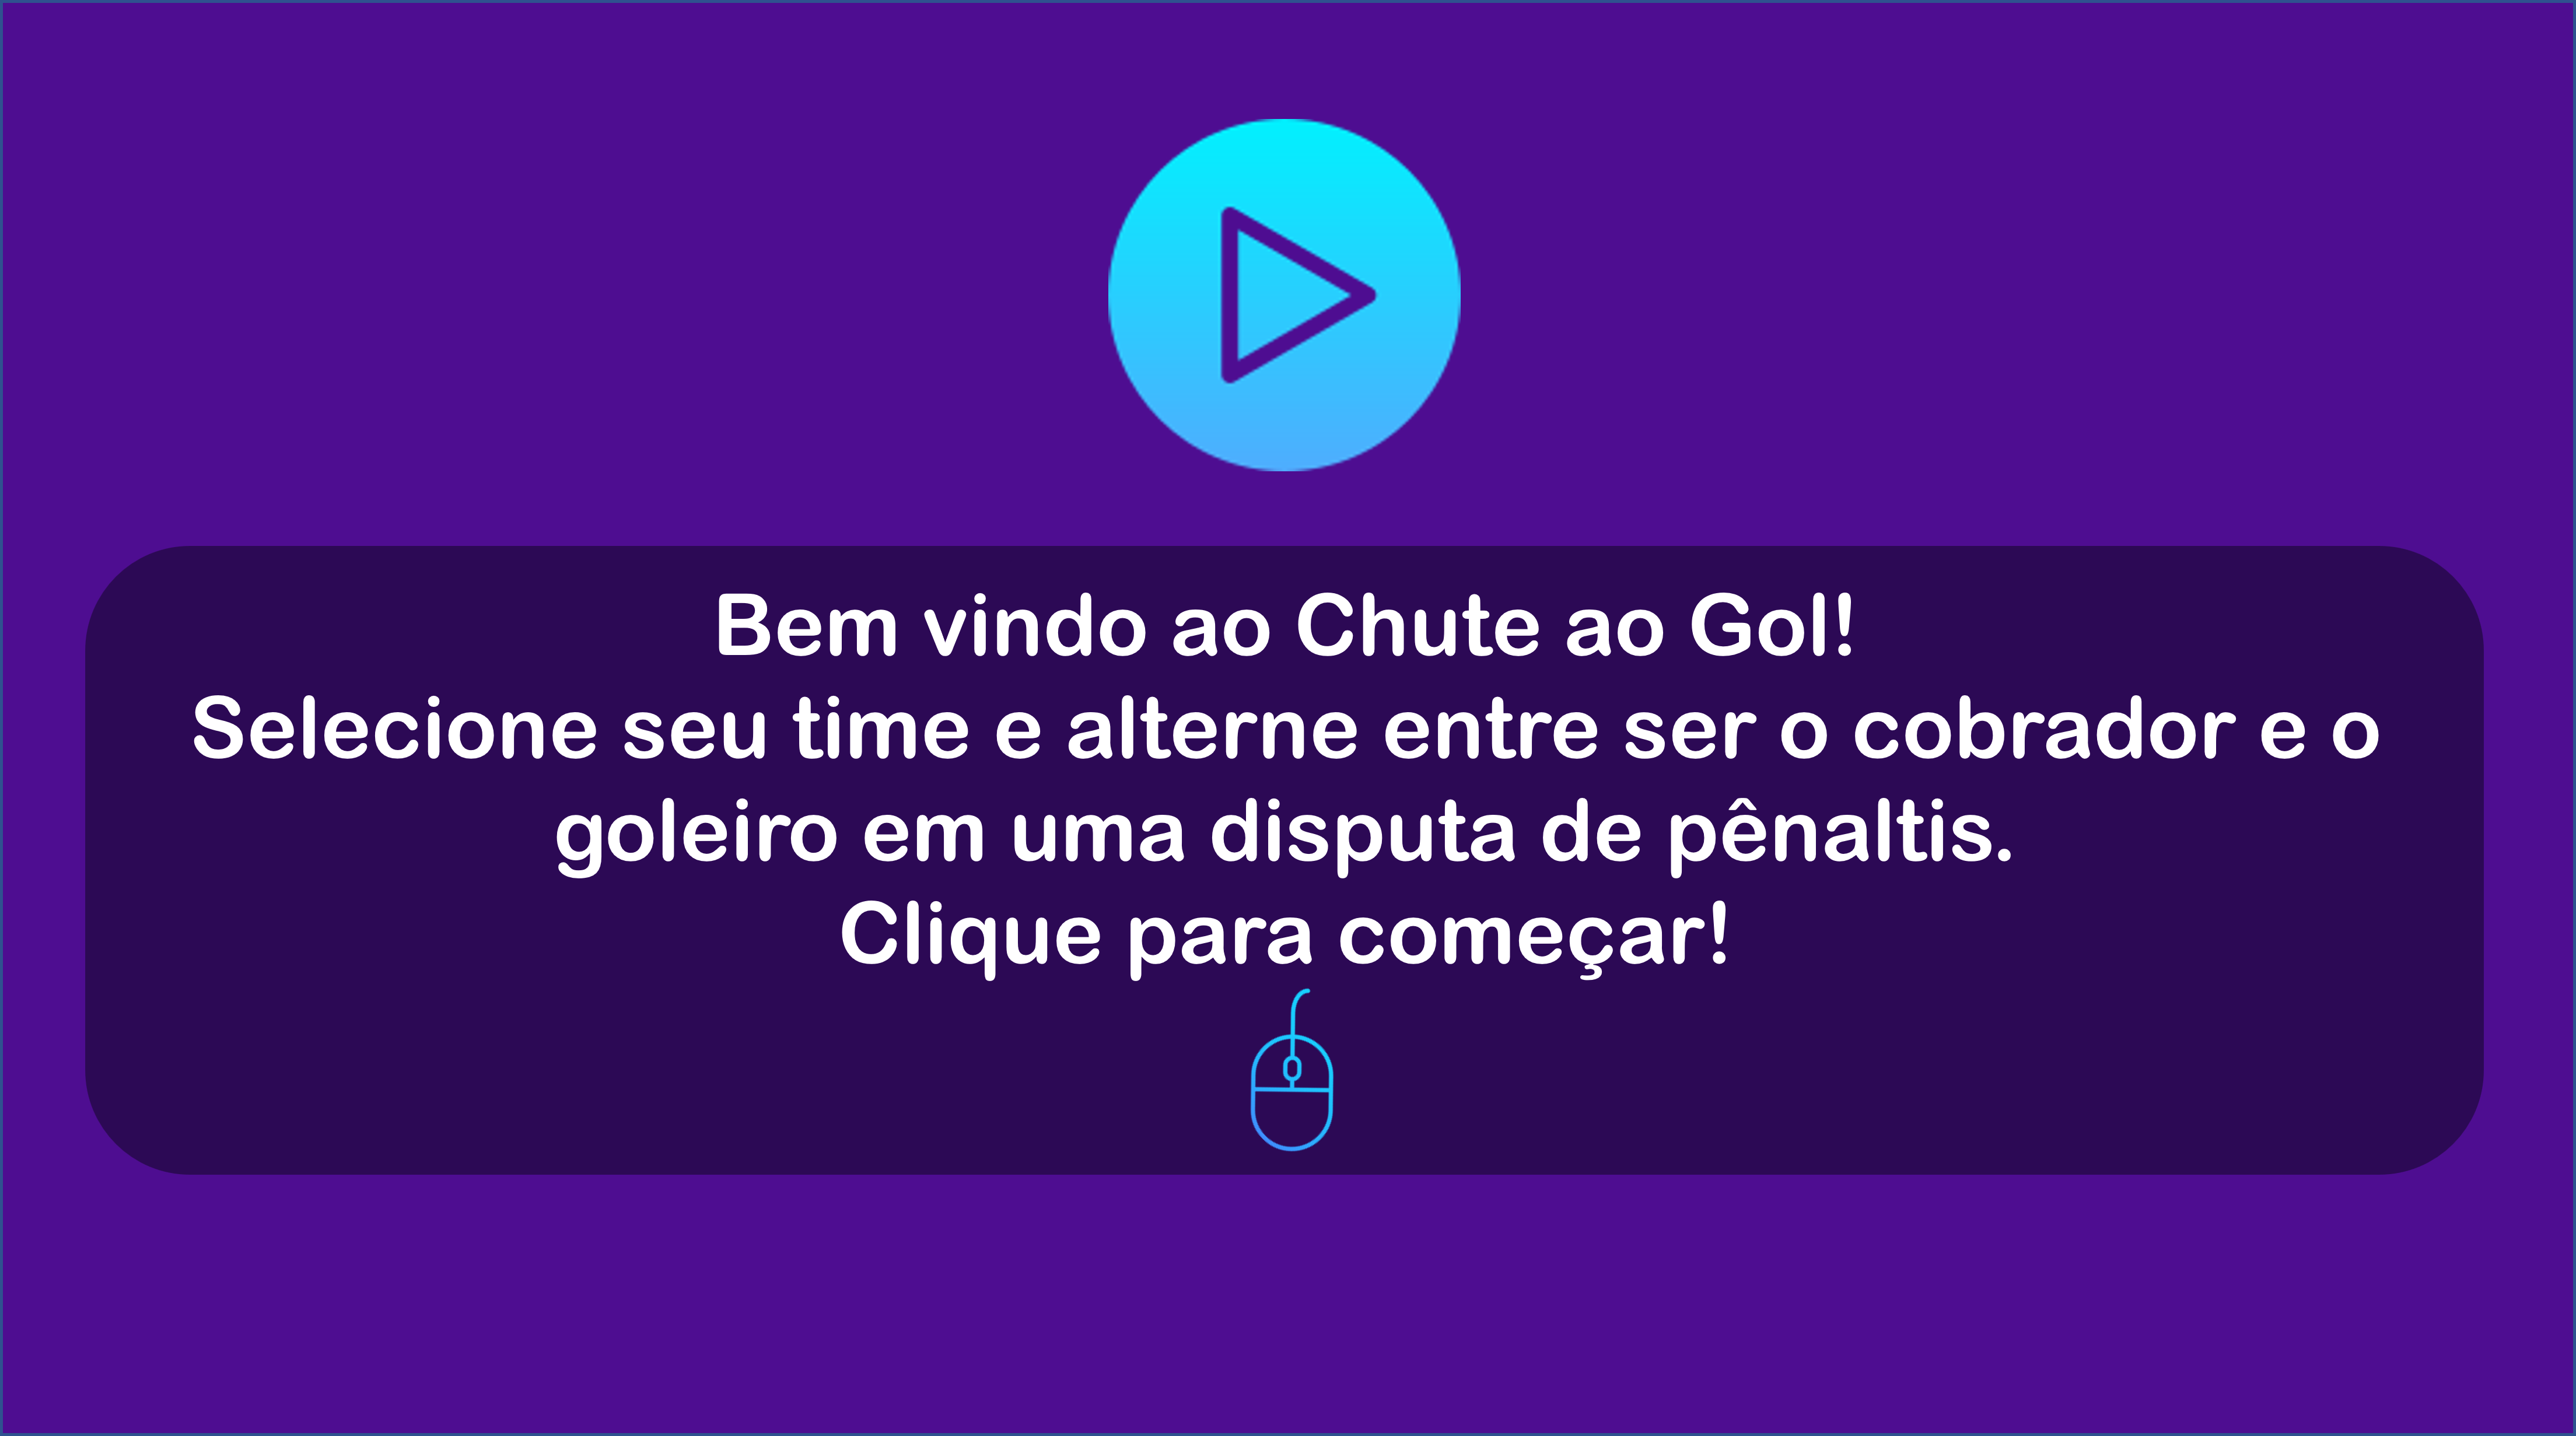 Bem vindo ao Chute ao Gol!
Selecione seu time e alterne entre ser o cobrador e o
goleiro em uma disputa de pênaltis.
Clique para começar!